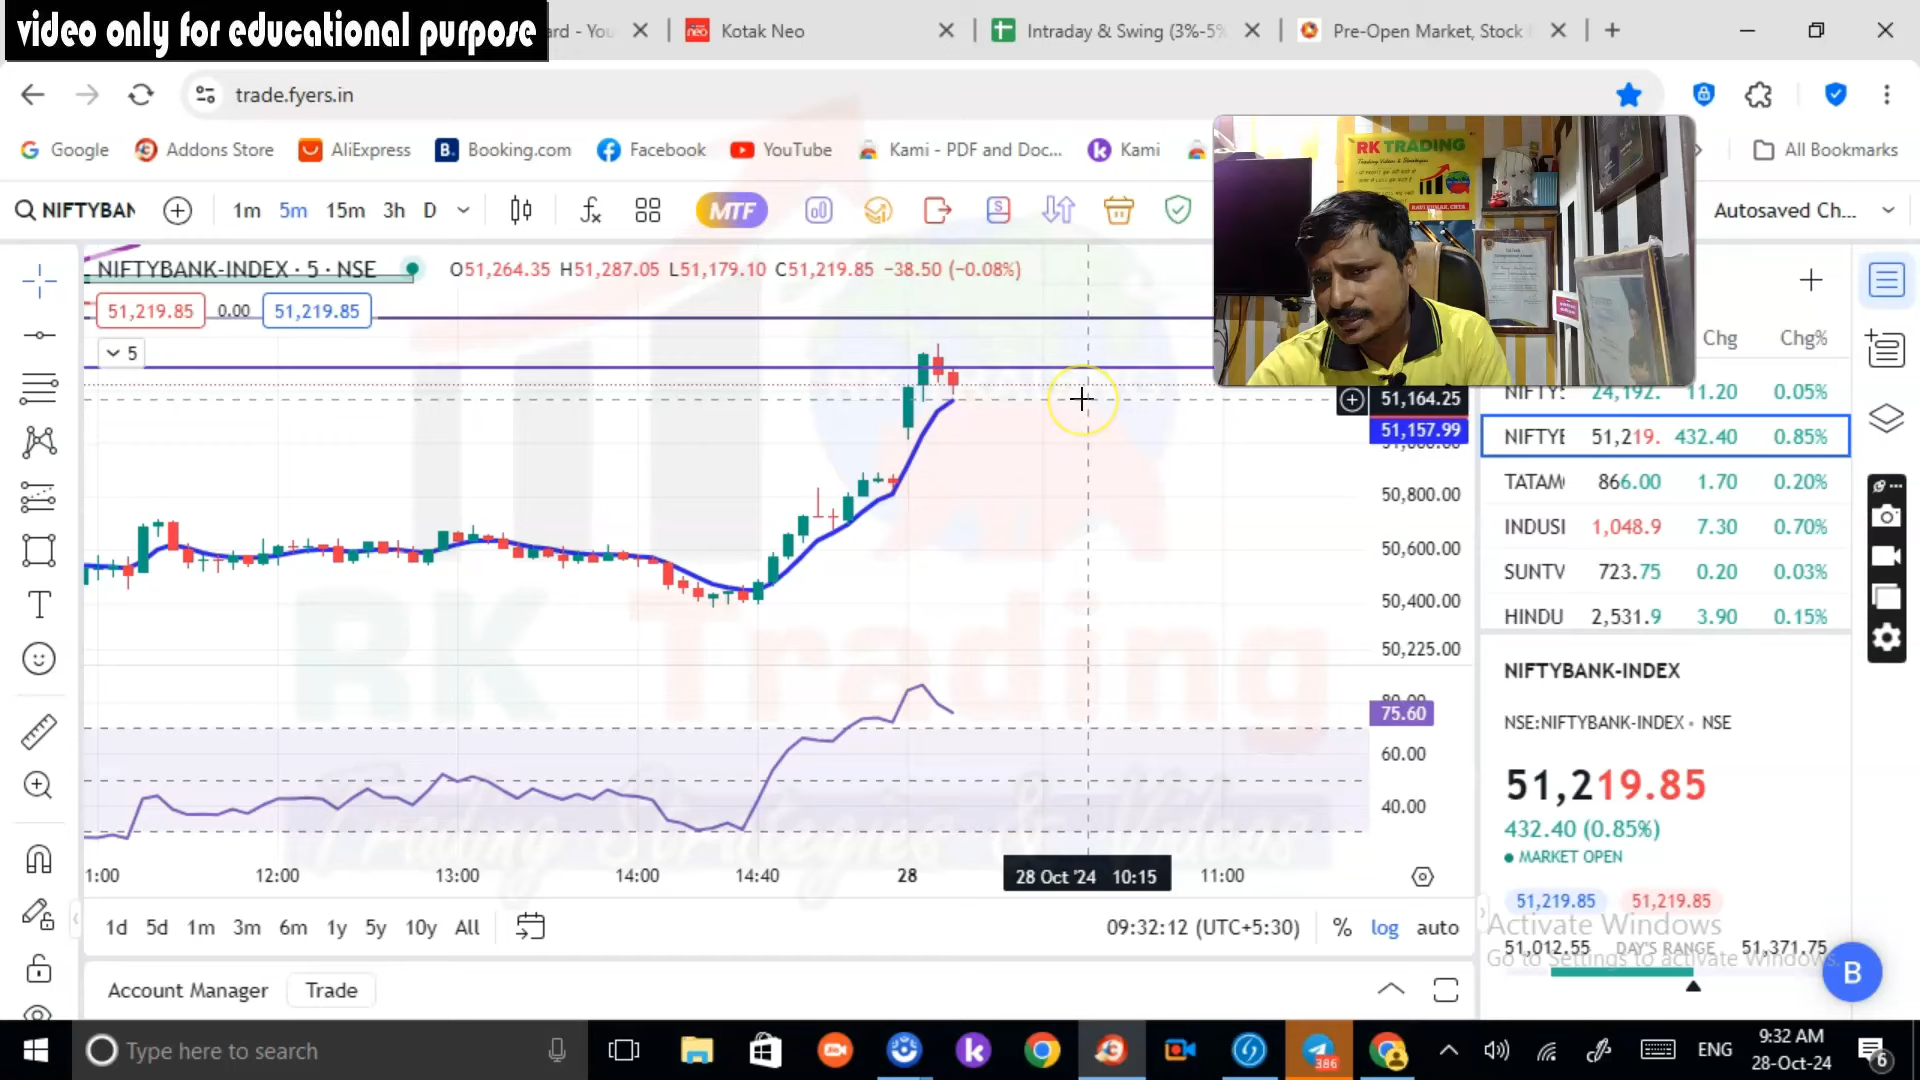 video only for educational purpose
Kotak Neo
Intraday & Swing (3%-5%
Pre-Open Market, Stock
trade.fyers.in
Google
Addons Store
AliExpress
Booking.com
Facebook
YouTube
Kami - PDF and Doc...
Kami
All Bookmarks
NIFTYBAN
1m 5m 15m 3h D
MTF
Autosaved Ch...
NIFTYBANK-INDEX · 5 · NSE
O51,264.35 H51,287.05 L51,179.10 C51,219.85 −38.50 (−0.08%)
51,219.85 0.00 51,219.85
5
RK TRADING
Trading Video & Strategies
Chg Chg%
24,192. 11.20 0.05%
NIFTYE 51,219. 432.40 0.85%
TATAM 866.00 1.70 0.20%
INDUSI 1,048.9 7.30 0.70%
SUNTV 723.75 0.20 0.03%
HINDU 2,531.9 3.90 0.15%
51,164.25
51,157.99
50,800.00
50,600.00
50,400.00
50,225.00
80.00
75.60
60.00
40.00
RK Trading
Trading Strategies & Videos
NIFTYBANK-INDEX
NSE:NIFTYBANK-INDEX • NSE
51,219.85
432.40 (0.85%)
MARKET OPEN
51,219.85 51,219.85
51,012.55 DAY'S RANGE 51,371.75
Activate Windows
Go to Settings to activate Windows.
B
1:00 12:00 13:00 14:00 14:40 28 28 Oct '24 10:15 11:00
1d 5d 1m 3m 6m 1y 5y 10y All
09:32:12 (UTC+5:30) % log auto
Account Manager
Trade
Type here to search
386
ENG
9:32 AM
28-Oct-24
6